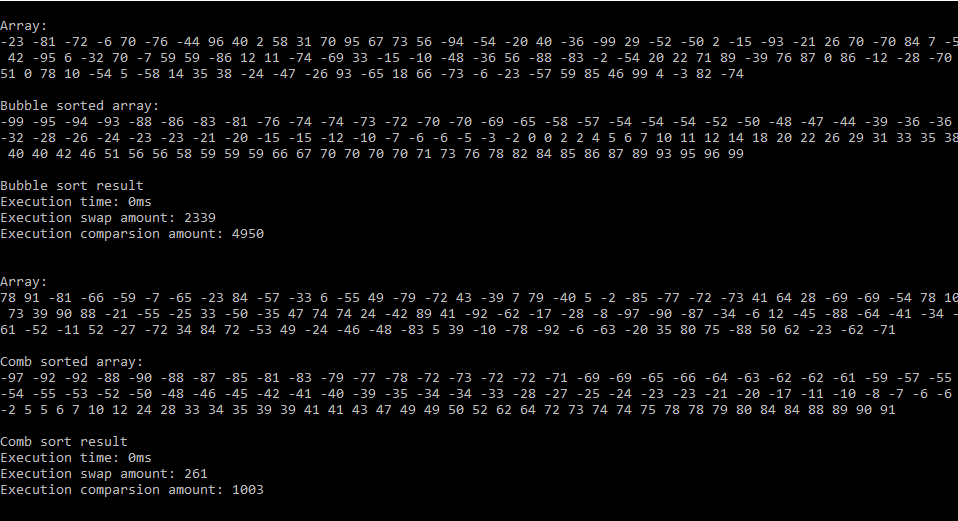 Array:
-23 -81 -72 -6 70 -76 -44 96 40 2 58 31 70 95 67 73 56 -94 -54 -20 40 -36 -99 29 -52 -50 2 -15 -93 -21 26 70 -70 84 7
42 -95 6 -32 70 -7 59 59 -86 12 11 -74 -69 33 -15 -10 -48 -36 56 -88 -83 -2 -54 20 22 71 89 -39 76 87 0 86 -12 -28 -70
51 0 78 10 -54 5 -58 14 35 38 -24 -47 -26 93 -65 18 66 -73 -6 -23 -57 59 85 46 99 4 -3 82 -74
Bubble sorted array:
-99 -95 -94 -93 -88 -86 -83 -81 -76 -74 -74 -73 -72 -70 -70 -69 -65 -58 -57 -54 -54 -54 -52 -50 -48 -47 -44 -39 -36 -36
-32 -28 -26 -24 -23 -23 -21 -20 -15 -15 -12 -10 -7 -6 -6 -5 -3 -2 0 0 2 2 4 5 6 7 10 11 12 14 18 20 22 26 29 31 33 35 38
40 40 42 46 51 56 56 58 59 59 59 66 67 70 70 70 70 71 73 76 78 82 84 85 86 87 89 93 95 96 99
Bubble sort result
Execution time: 0ms
Execution swap amount: 2339
Execution comparsion amount: 4950
Array:
78 91 -81 -66 -59 -7 -65 -23 84 -57 -33 6 -55 49 -79 -72 43 -39 7 79 -40 5 -2 -85 -77 -72 -73 41 64 28 -69 -69 -54 78 10
73 39 90 88 -21 -55 -25 33 -50 -35 47 74 74 24 -42 89 41 -92 -62 -17 -28 -8 -97 -90 -87 -34 -6 12 -45 -88 -64 -41 -34 -
61 -52 -11 52 -27 -72 34 84 72 -53 49 -24 -46 -48 -83 5 39 -10 -78 -92 -6 -63 -20 35 80 75 -88 50 62 -23 -62 -71
Comb sorted array:
-97 -92 -92 -88 -90 -88 -87 -85 -81 -83 -79 -77 -78 -72 -73 -72 -72 -71 -69 -69 -65 -66 -64 -63 -62 -62 -61 -59 -57 -55
-54 -55 -53 -52 -50 -48 -46 -45 -42 -41 -40 -39 -35 -34 -34 -33 -28 -27 -25 -24 -23 -23 -21 -20 -17 -11 -10 -8 -7 -6 -6
-2 5 5 6 7 10 12 24 28 33 34 35 39 39 41 41 43 47 49 49 50 52 62 64 72 73 74 74 75 78 78 79 80 84 84 88 89 90 91
Comb sort result
Execution time: 0ms
Execution swap amount: 261
Execution comparsion amount: 1003